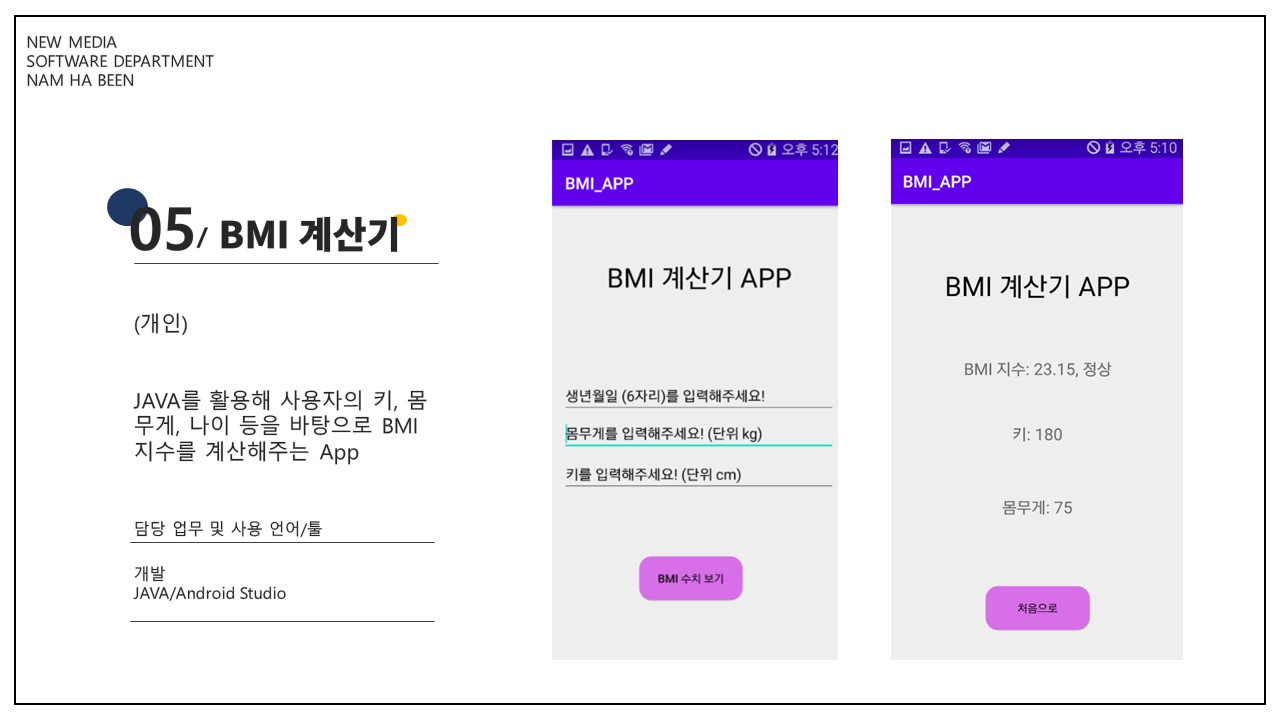 NEW MEDIA
SOFTWARE DEPARTMENT
NAM HA BEEN
05/ BMI 계산기
(개인)
JAVA를 활용해 사용자의 키, 몸
무게, 나이 등을 바탕으로 BMI
지수를 계산해주는 App
담당 업무 및 사용 언어/툴
개발
JAVA/Android Studio
오후 5:12
BMI_APP
BMI 계산기 APP
생년월일 (6자리)를 입력해주세요!
몸무게를 입력해주세요! (단위 kg)
키를 입력해주세요! (단위 cm)
BMI 수치 보기
오후 5:10
BMI_APP
BMI 계산기 APP
BMI 지수: 23.15, 정상
키: 180
몸무게: 75
처음으로